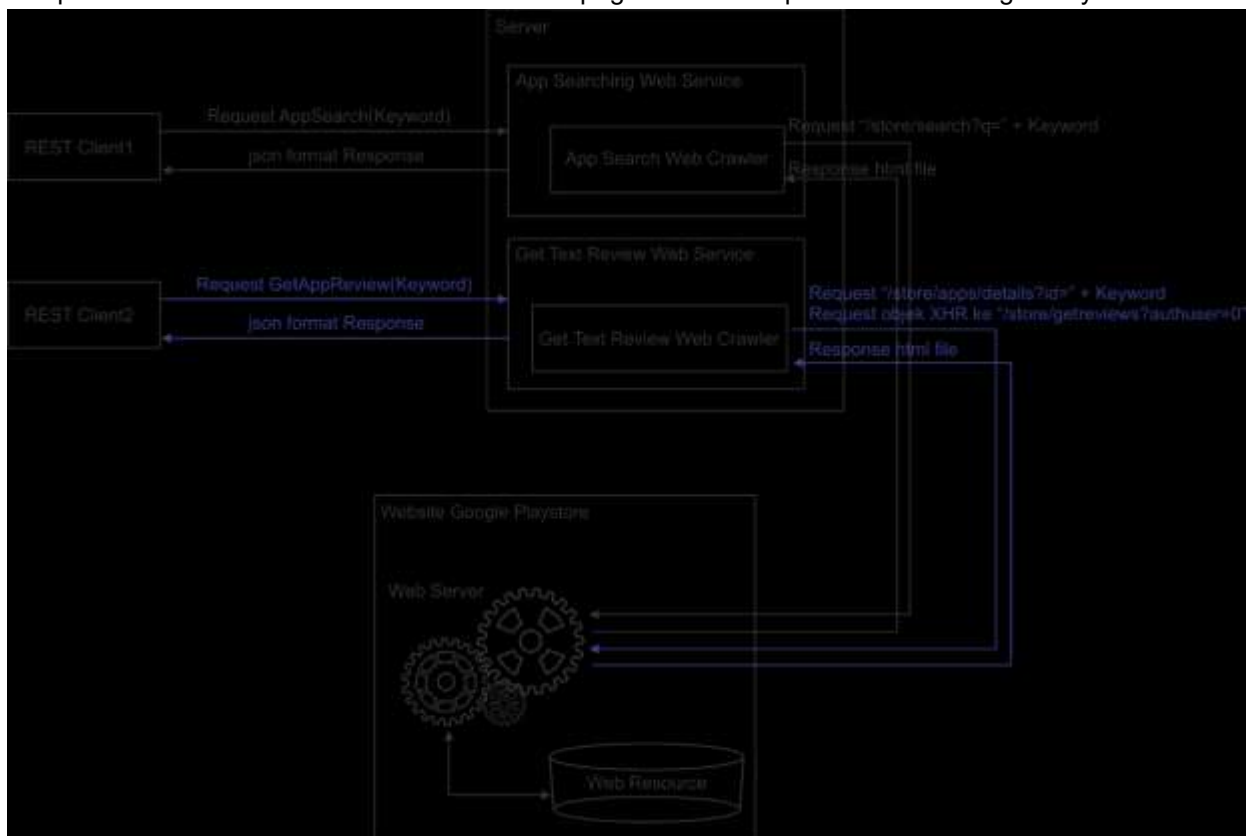 Server
App Searching Web Service
Request AppSearch(Keyword)
Request "/store/search?q=" + Keyword
REST Client1
json format Response
App Search Web Crawler
Response html file
Get Text Review Web Service
Request GetAppReview(Keyword)
Request "/store/apps/details?id=" + Keyword
REST Client2
Request objek XHR ke "/store/getreviews?authuser=0"
json format Response
Get Text Review Web Crawler
Response html file
Website Google Playstore
Web Server
Web Resource